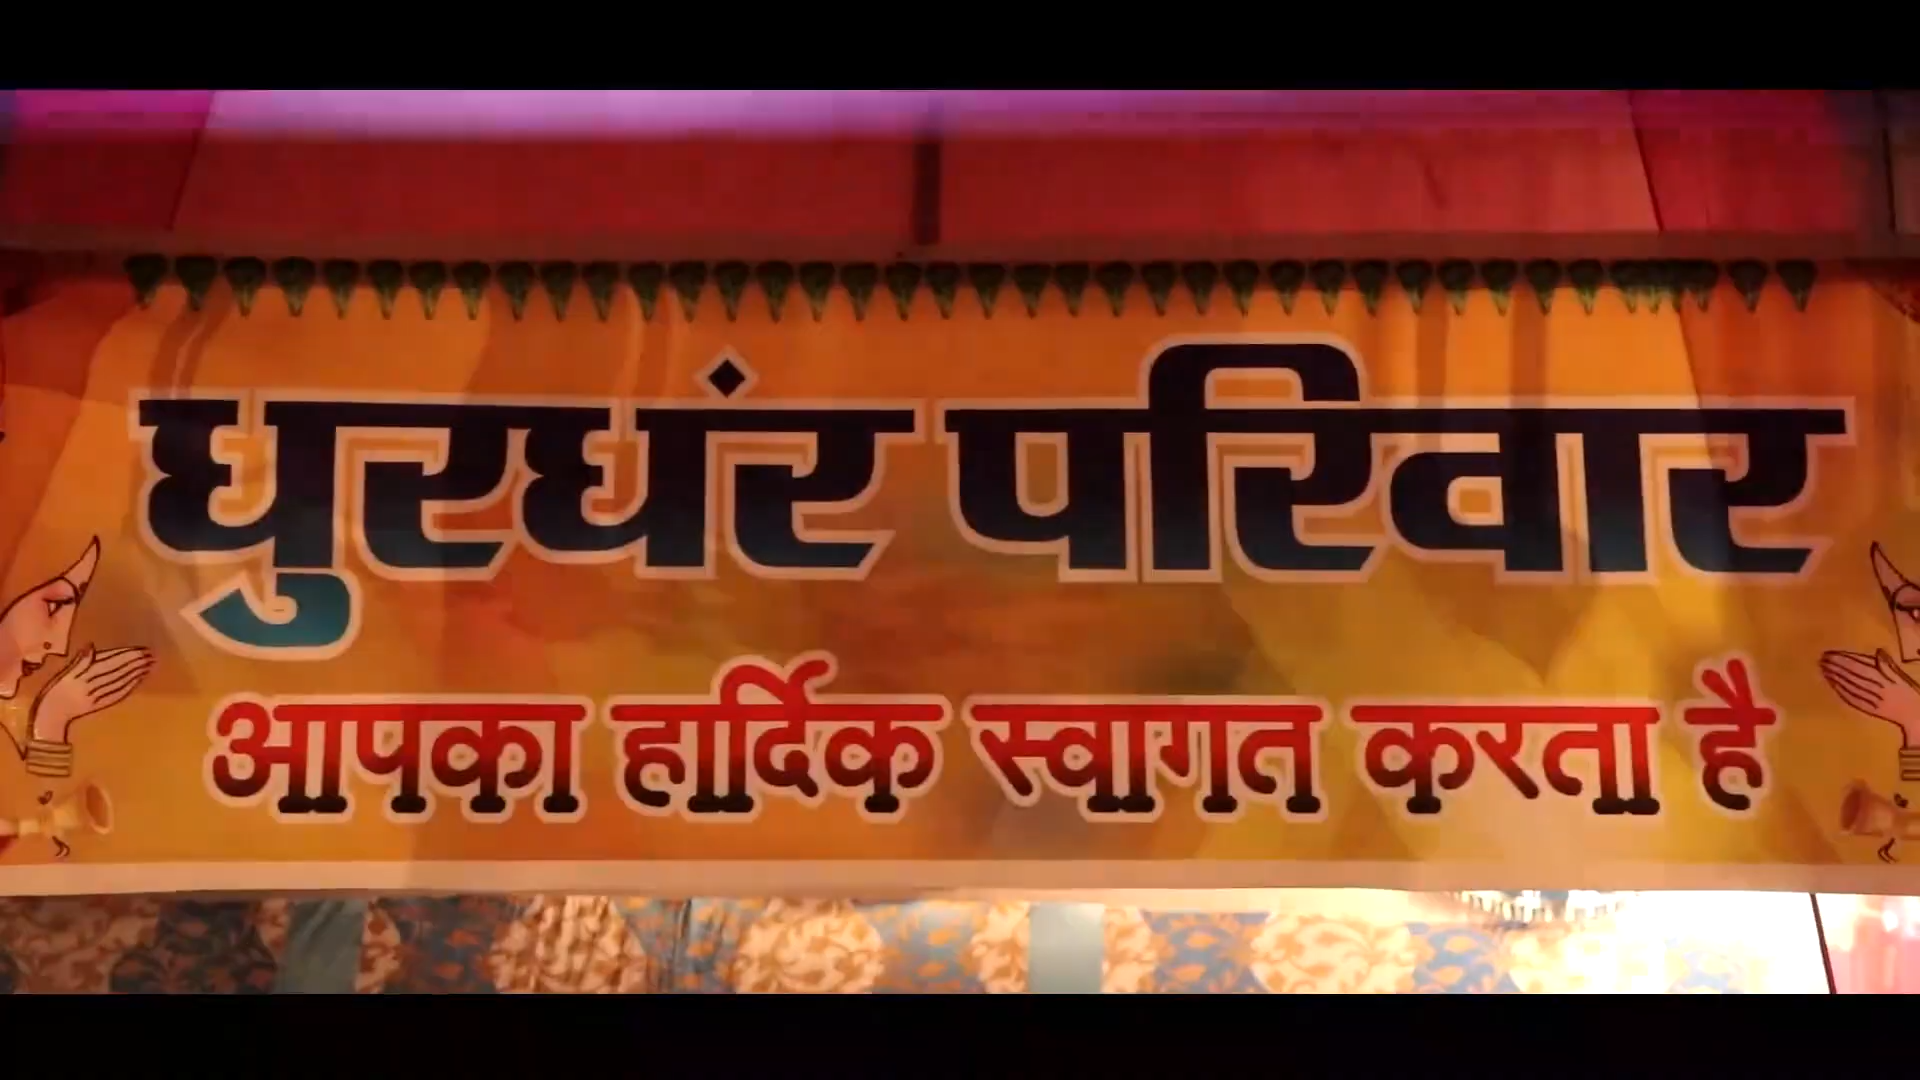 धुरधंर परिवार
आपका हार्दिक स्वागत करता है